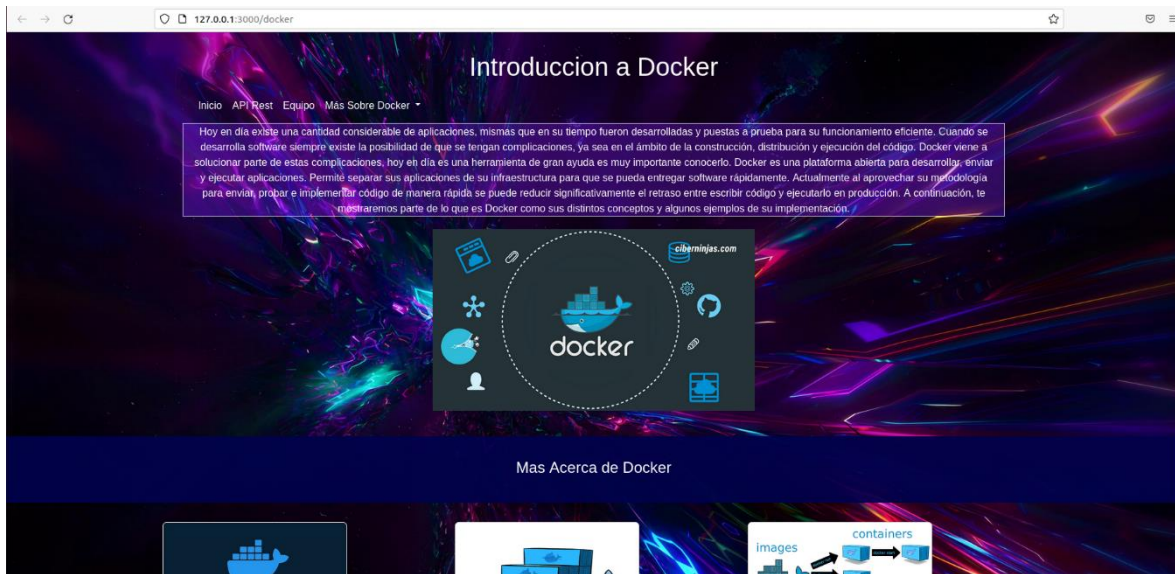 127.0.0.1:3000/docker
Introduccion a Docker
Inicio API Rest Equipo Más Sobre Docker
Hoy en día existe una cantidad considerable de aplicaciones, mismas que en su tiempo fueron desarrolladas y puestas a prueba para su funcionamiento eficiente. Cuando se
desarrolla software siempre existe la posibilidad de que se tengan complicaciones, ya sea en el ámbito de la construcción, distribución y ejecución del código. Docker viene a
solucionar parte de estas complicaciones, hoy en día es una herramienta de gran ayuda es muy importante conocerlo. Docker es una plataforma abierta para desarrollar, enviar
y ejecutar aplicaciones. Permite separar sus aplicaciones de su infraestructura para que se pueda entregar software rápidamente. Actualmente al aprovechar su metodología
para enviar, probar e implementar código de manera rápida se puede reducir significativamente el retraso entre escribir código y ejecutarlo en producción. A continuación, te
mostraremos parte de lo que es Docker como sus distintos conceptos y algunos ejemplos de su implementación.
ciberninjas.com
docker
Mas Acerca de Docker
containers
images